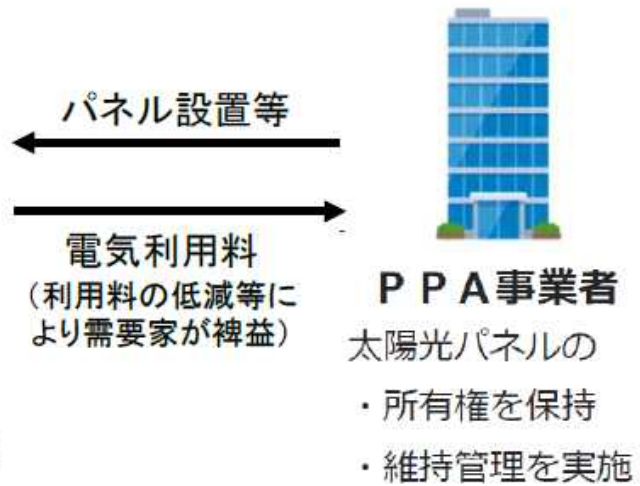 パネル設置等
電気利用料
（利用料の低減等に
より需要家が裨益）
ＰＰＡ事業者
太陽光パネルの
・所有権を保持
・維持管理を実施